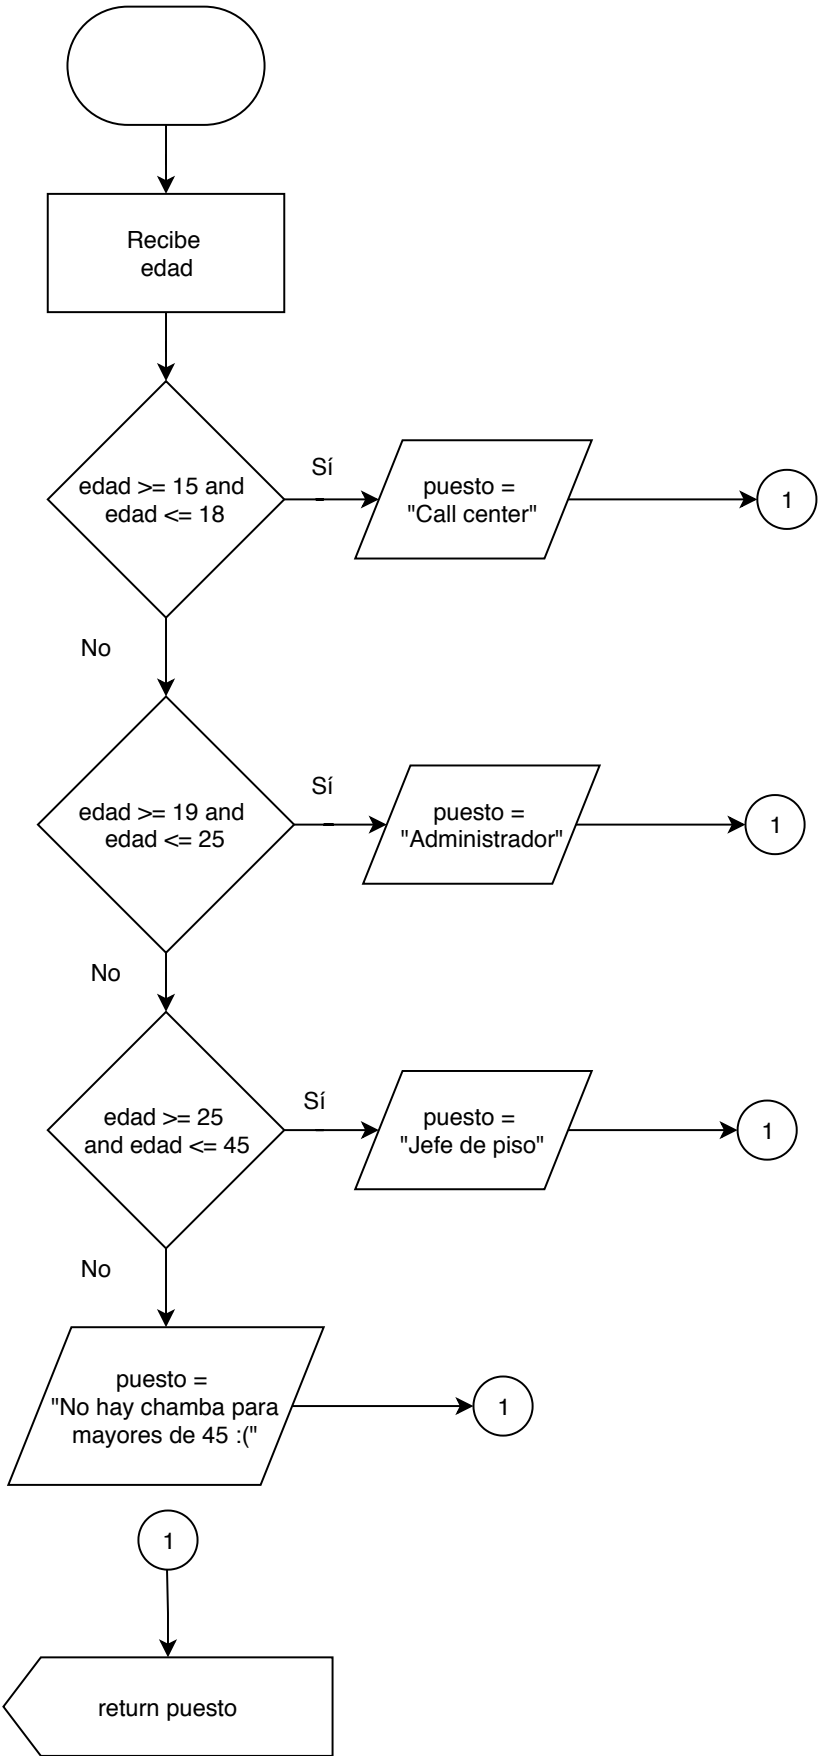 Recibe
edad
edad >= 15 and
edad <= 18
Sí
puesto =
"Call center"
1
No
edad >= 19 and
edad <= 25
Sí
puesto =
"Administrador"
1
No
edad >= 25
and edad <= 45
Sí
puesto =
"Jefe de piso"
1
No
puesto =
"No hay chamba para
mayores de 45 :("
1
1
return puesto